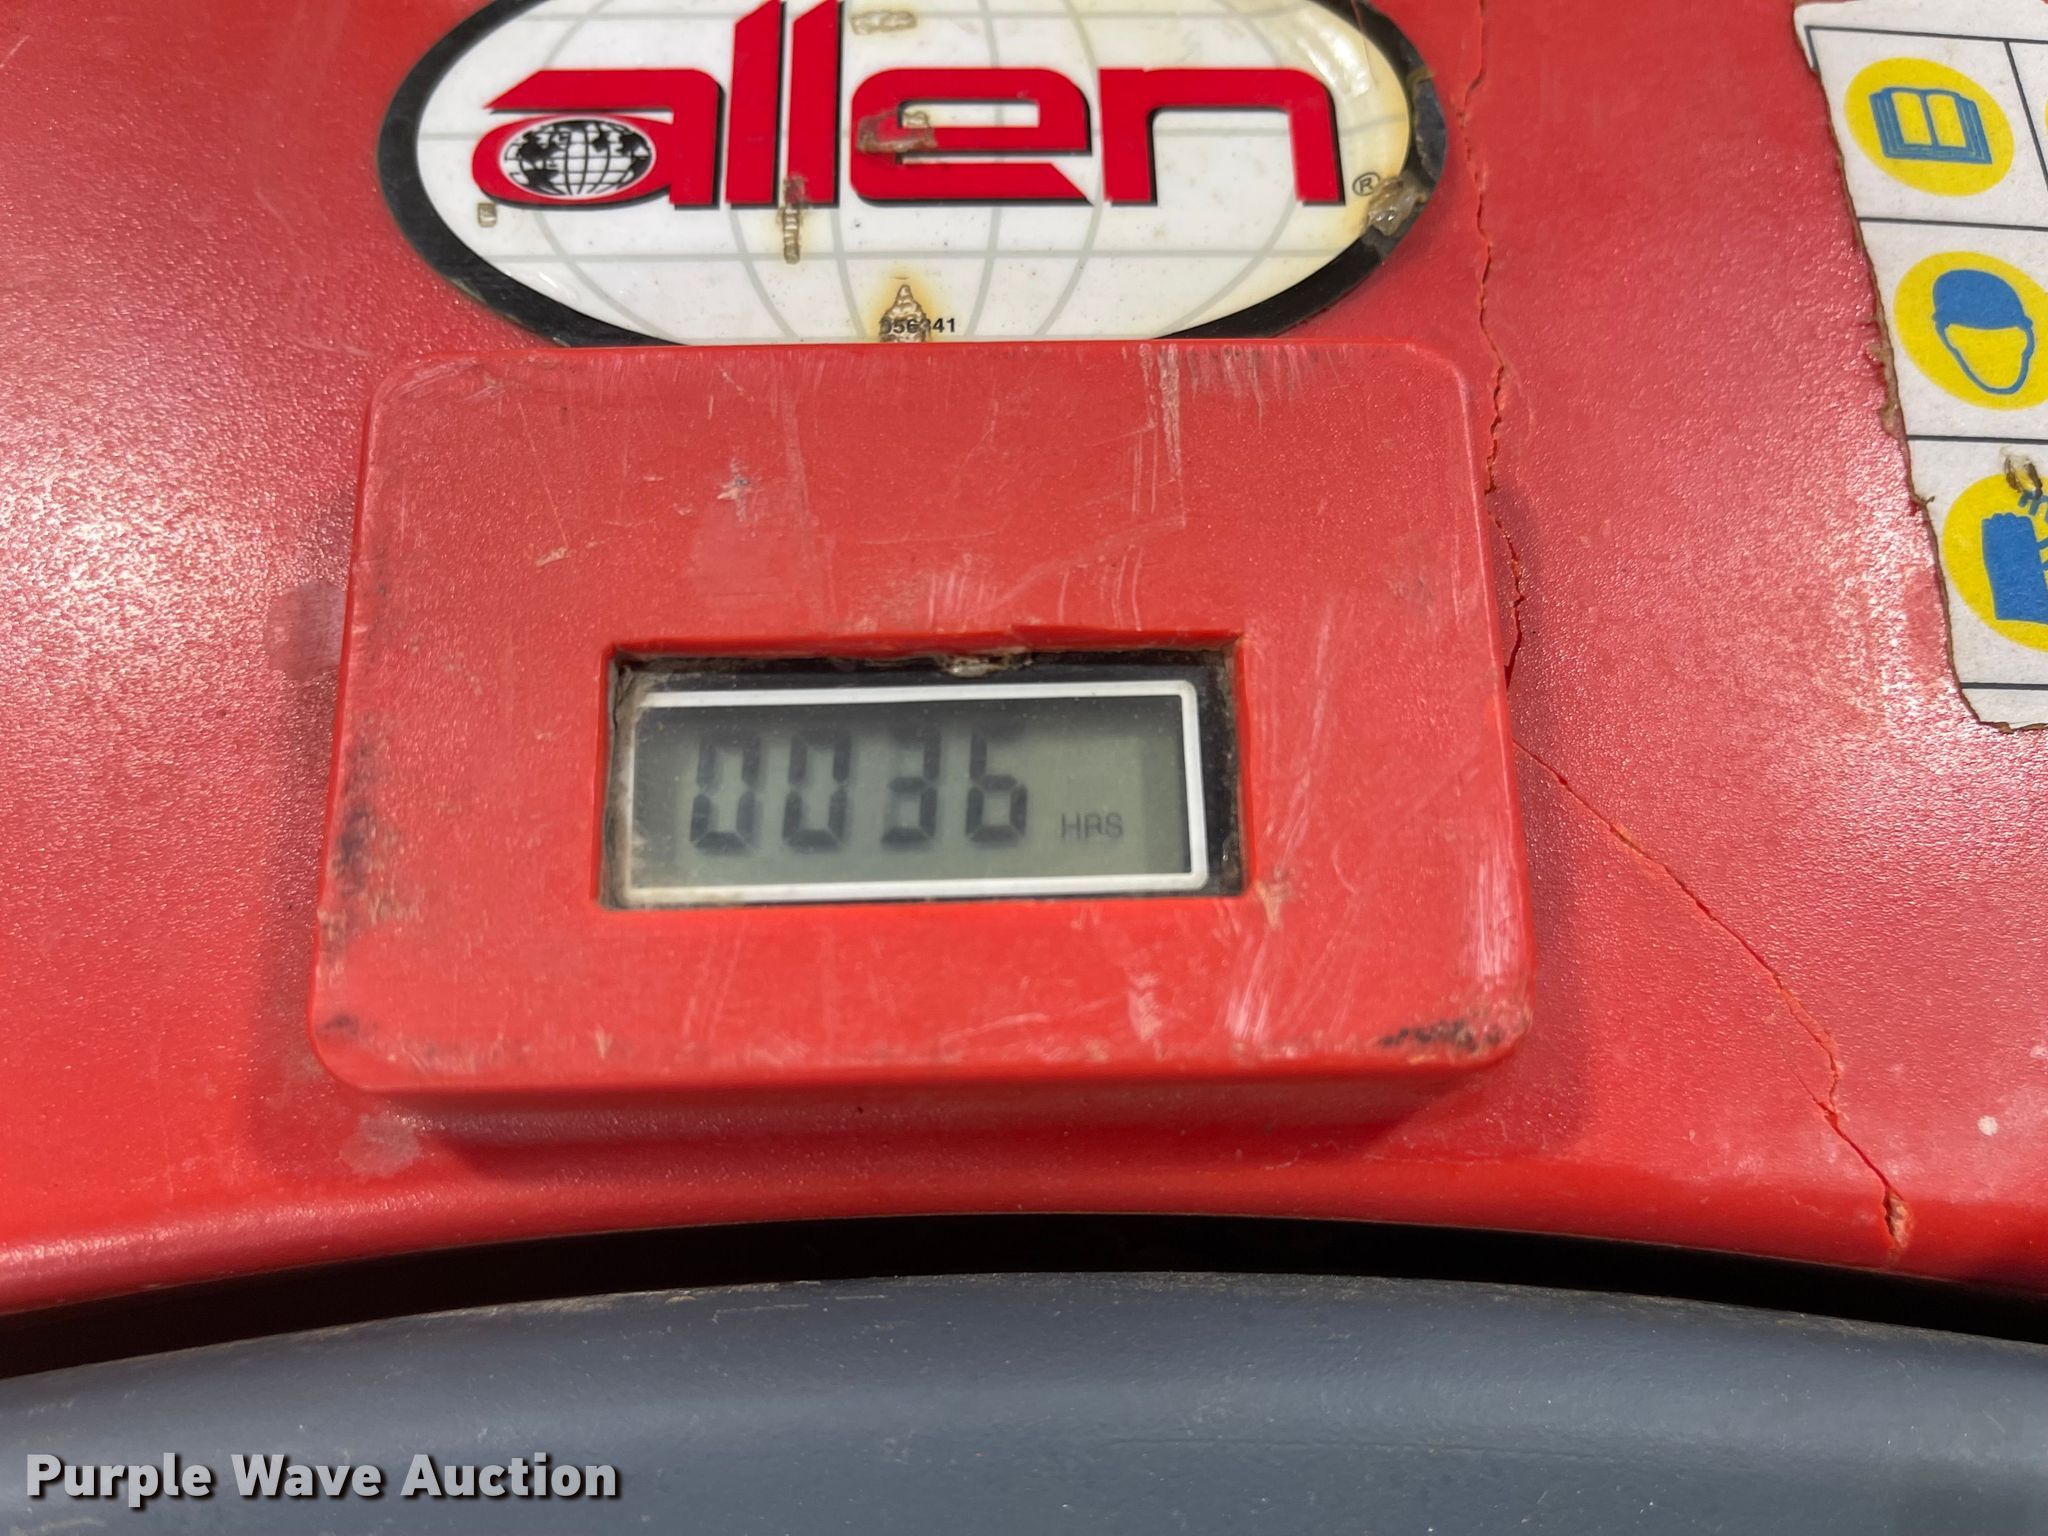 allen®
0036 HRS
Purple Wave Auction